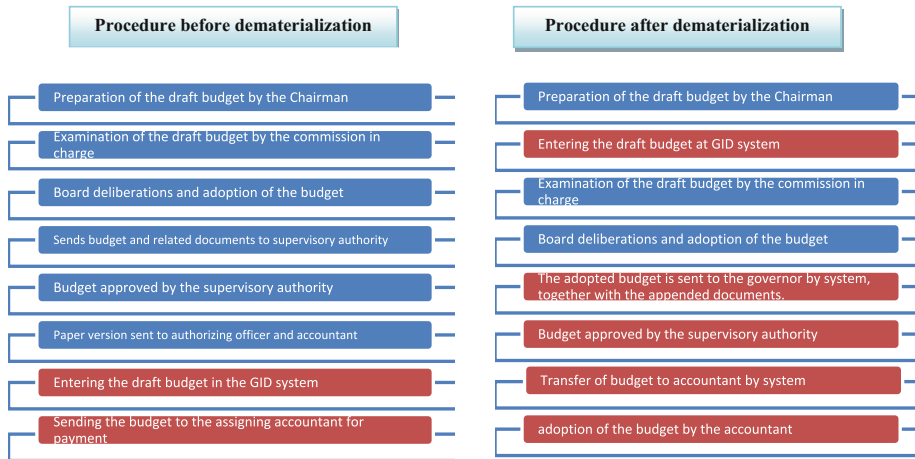 Procedure before dematerialization
Preparation of the draft budget by the Chairman
Examination of the draft budget by the commission in
charge
Board deliberations and adoption of the budget
Sends budget and related documents to supervisory authority
Budget approved by the supervisory authority
Paper version sent to authorizing officer and accountant
Entering the draft budget in the GID system
Sending the budget to the assigning accountant for
payment
Procedure after dematerialization
Preparation of the draft budget by the Chairman
Entering the draft budget at GID system
Examination of the draft budget by the commission in
charge
Board deliberations and adoption of the budget
The adopted budget is sent to the governor by system,
together with the appended documents.
Budget approved by the supervisory authority
Transfer of budget to accountant by system
adoption of the budget by the accountant